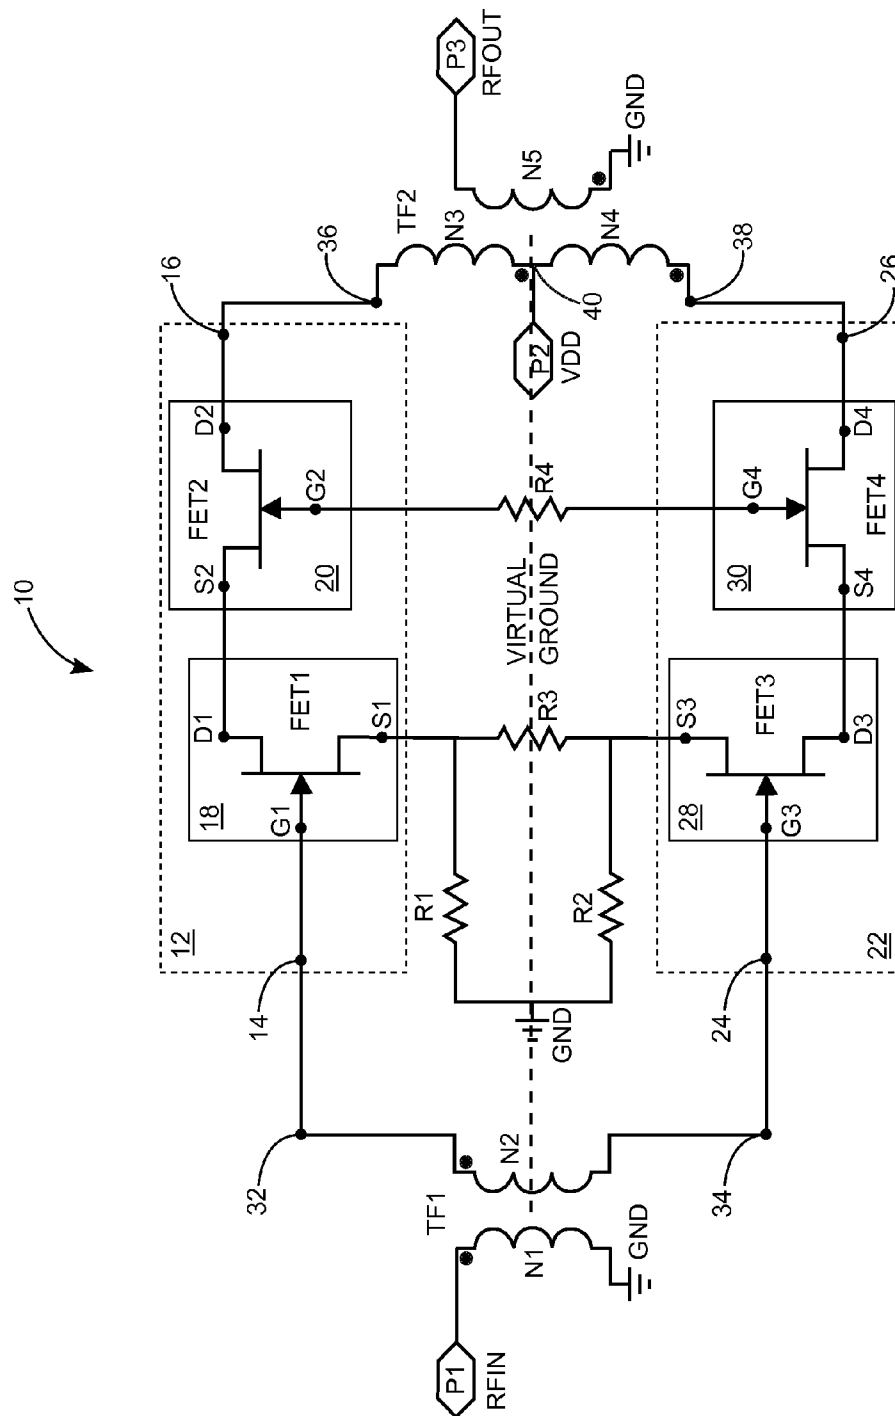 10
12
14
16
18
FET1
G1
D1
S1
20
FET2
S2
D2
G2
36
TF2
N3
N4
N5
P3
RFOUT
GND
40
38
P2
VDD
32
34
TF1
N1
N2
GND
P1
RFIN
R1
R2
R3
R4
GND
VIRTUAL
GROUND
22
24
26
28
FET3
G3
S3
D3
30
FET4
G4
S4
D4